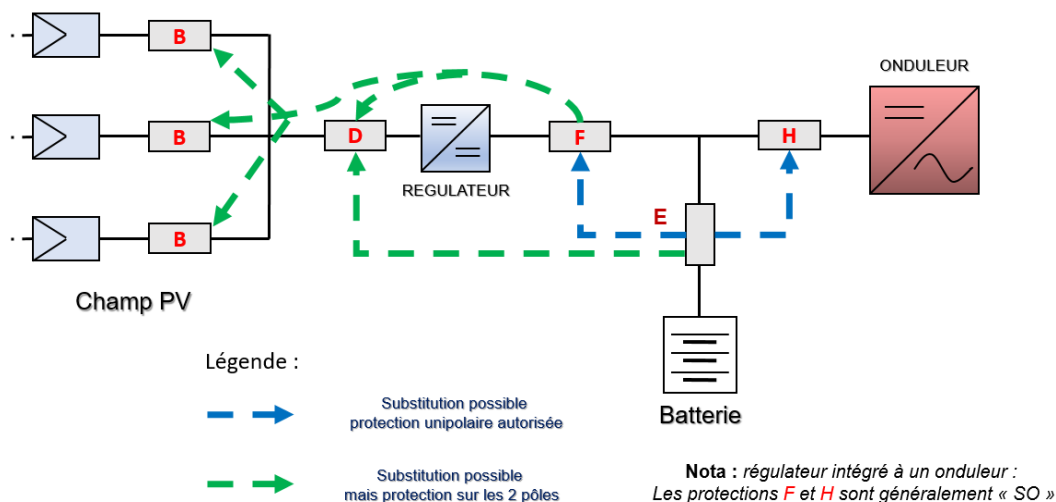 B
ONDULEUR
B
D
F
H
REGULATEUR
E
B
Champ PV
Légende :
Batterie
Substitution possible
protection unipolaire autorisée
Substitution possible
mais protection sur les 2 pôles
Nota : régulateur intégré à un onduleur :
Les protections F et H sont généralement « SO »